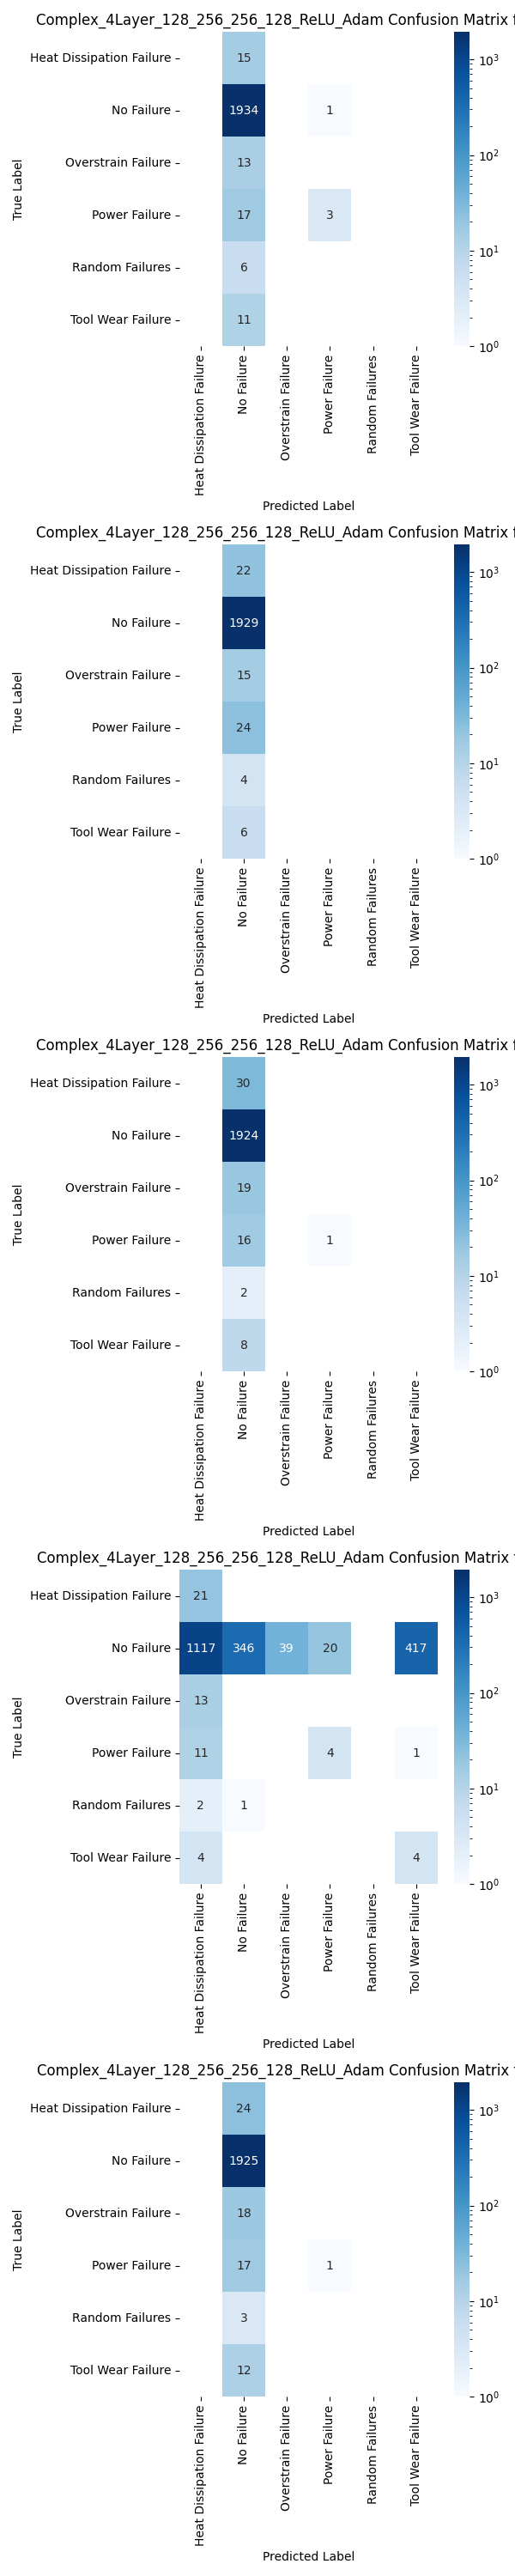 Complex_4Layer_128_256_256_128_ReLU_Adam Confusion Matrix f
Heat Dissipation Failure 15
No Failure 1934 1
Overstrain Failure 13
Power Failure 17 3
Random Failures 6
Tool Wear Failure 11
True Label
10³
10²
10¹
10⁰
Heat Dissipation Failure
No Failure
Overstrain Failure
Power Failure
Random Failures
Tool Wear Failure
Predicted Label
Complex_4Layer_128_256_256_128_ReLU_Adam Confusion Matrix f
Heat Dissipation Failure 22
No Failure 1929
Overstrain Failure 15
Power Failure 24
Random Failures 4
Tool Wear Failure 6
True Label
10³
10²
10¹
10⁰
Heat Dissipation Failure
No Failure
Overstrain Failure
Power Failure
Random Failures
Tool Wear Failure
Predicted Label
Complex_4Layer_128_256_256_128_ReLU_Adam Confusion Matrix f
Heat Dissipation Failure 30
No Failure 1924
Overstrain Failure 19
Power Failure 16 1
Random Failures 2
Tool Wear Failure 8
True Label
10³
10²
10¹
10⁰
Heat Dissipation Failure
No Failure
Overstrain Failure
Power Failure
Random Failures
Tool Wear Failure
Predicted Label
Complex_4Layer_128_256_256_128_ReLU_Adam Confusion Matrix
Heat Dissipation Failure 21
No Failure 1117 346 39 20 417
Overstrain Failure 13
Power Failure 11 4 1
Random Failures 2 1
Tool Wear Failure 4 4
True Label
10³
10²
10¹
10⁰
Heat Dissipation Failure
No Failure
Overstrain Failure
Power Failure
Random Failures
Tool Wear Failure
Predicted Label
Complex_4Layer_128_256_256_128_ReLU_Adam Confusion Matrix
Heat Dissipation Failure 24
No Failure 1925
Overstrain Failure 18
Power Failure 17 1
Random Failures 3
Tool Wear Failure 12
True Label
10³
10²
10¹
10⁰
Heat Dissipation Failure
No Failure
Overstrain Failure
Power Failure
Random Failures
Tool Wear Failure
Predicted Label